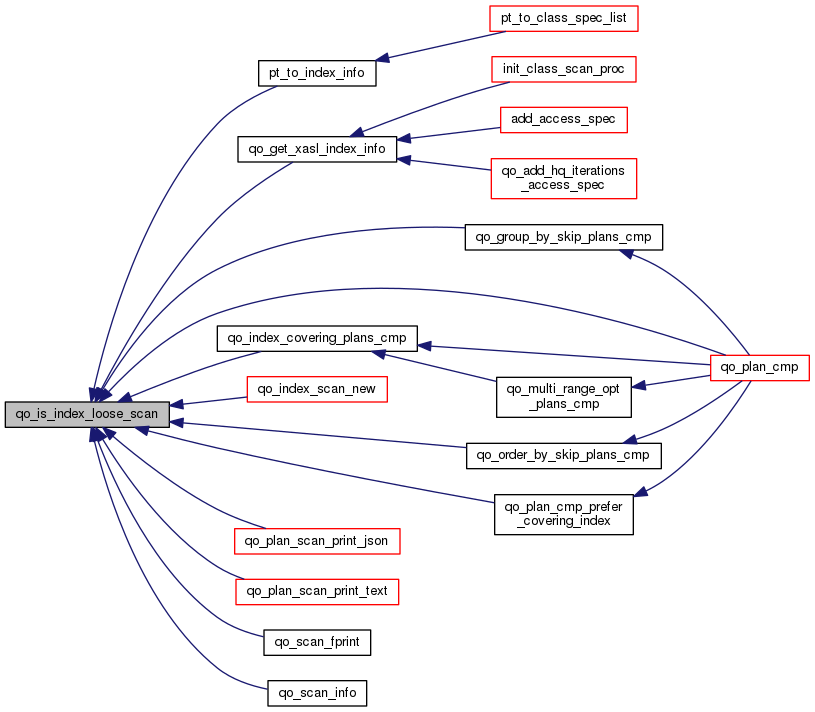 pt_to_class_spec_list
pt_to_index_info
init_class_scan_proc
add_access_spec
qo_get_xasl_index_info
qo_add_hq_iterations
_access_spec
qo_group_by_skip_plans_cmp
qo_index_covering_plans_cmp
qo_plan_cmp
qo_index_scan_new
qo_multi_range_opt
_plans_cmp
qo_is_index_loose_scan
qo_order_by_skip_plans_cmp
qo_plan_cmp_prefer
_covering_index
qo_plan_scan_print_json
qo_plan_scan_print_text
qo_scan_fprint
qo_scan_info